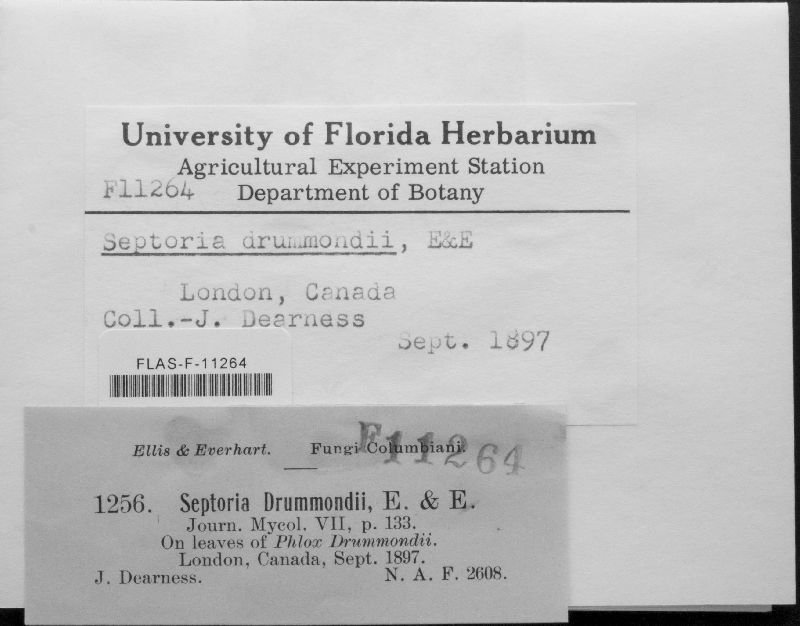 University of Florida Herbarium
Agricultural Experiment Station
F11264 Department of Botany
Septoria drummondii, E&E
London, Canada
Coll.-J. Dearness
Sept. 1897
FLAS-F-11264
F11264
Ellis & Everhart. Fungi Columbiani.
1256. Septoria Drummondii, E. & E.
Journ. Mycol. VII, p. 133.
On leaves of Phlox Drummondii.
London, Canada, Sept. 1897.
J. Dearness. N. A. F. 2608.